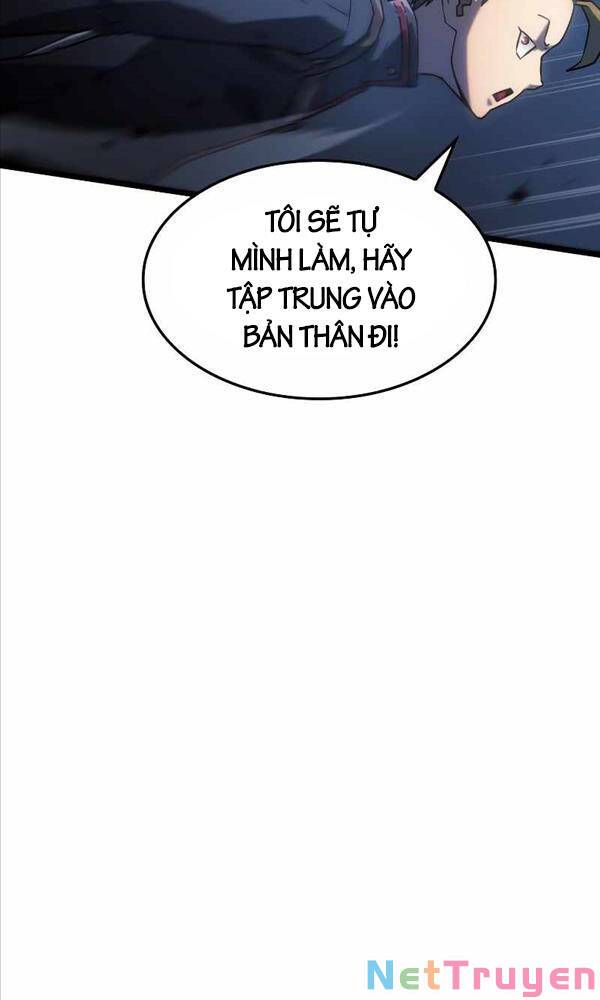 TÔI SẼ TỰ
MÌNH LÀM, HÃY
TẬP TRUNG VÀO
BẢN THÂN ĐI!
NetTruyen